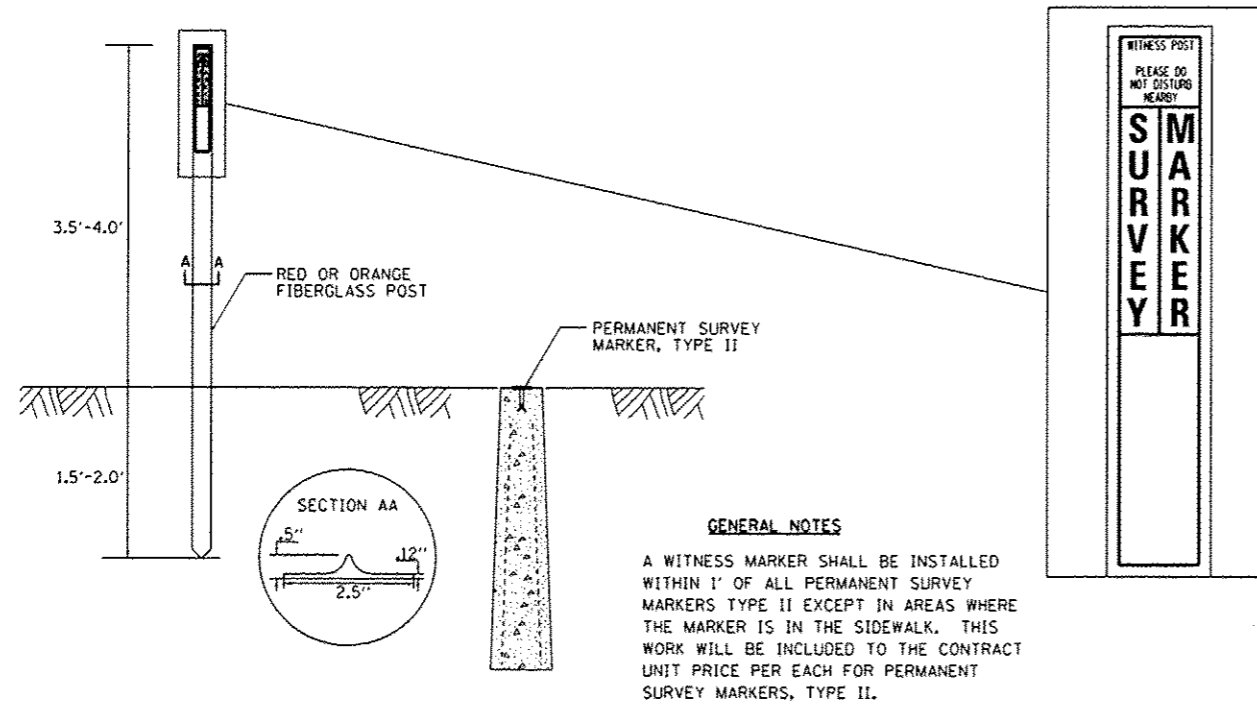 3.5'-4.0'
A A
RED OR ORANGE
FIBERGLASS POST
PERMANENT SURVEY
MARKER, TYPE II
1.5'-2.0'
SECTION AA
.5"
.12"
2.5"
WITNESS POST
PLEASE DO
NOT DISTURB
NEARBY
SURVEY
MARKER
GENERAL NOTES
A WITNESS MARKER SHALL BE INSTALLED
WITHIN 1' OF ALL PERMANENT SURVEY
MARKERS TYPE II EXCEPT IN AREAS WHERE
THE MARKER IS IN THE SIDEWALK. THIS
WORK WILL BE INCLUDED TO THE CONTRACT
UNIT PRICE PER EACH FOR PERMANENT
SURVEY MARKERS, TYPE II.